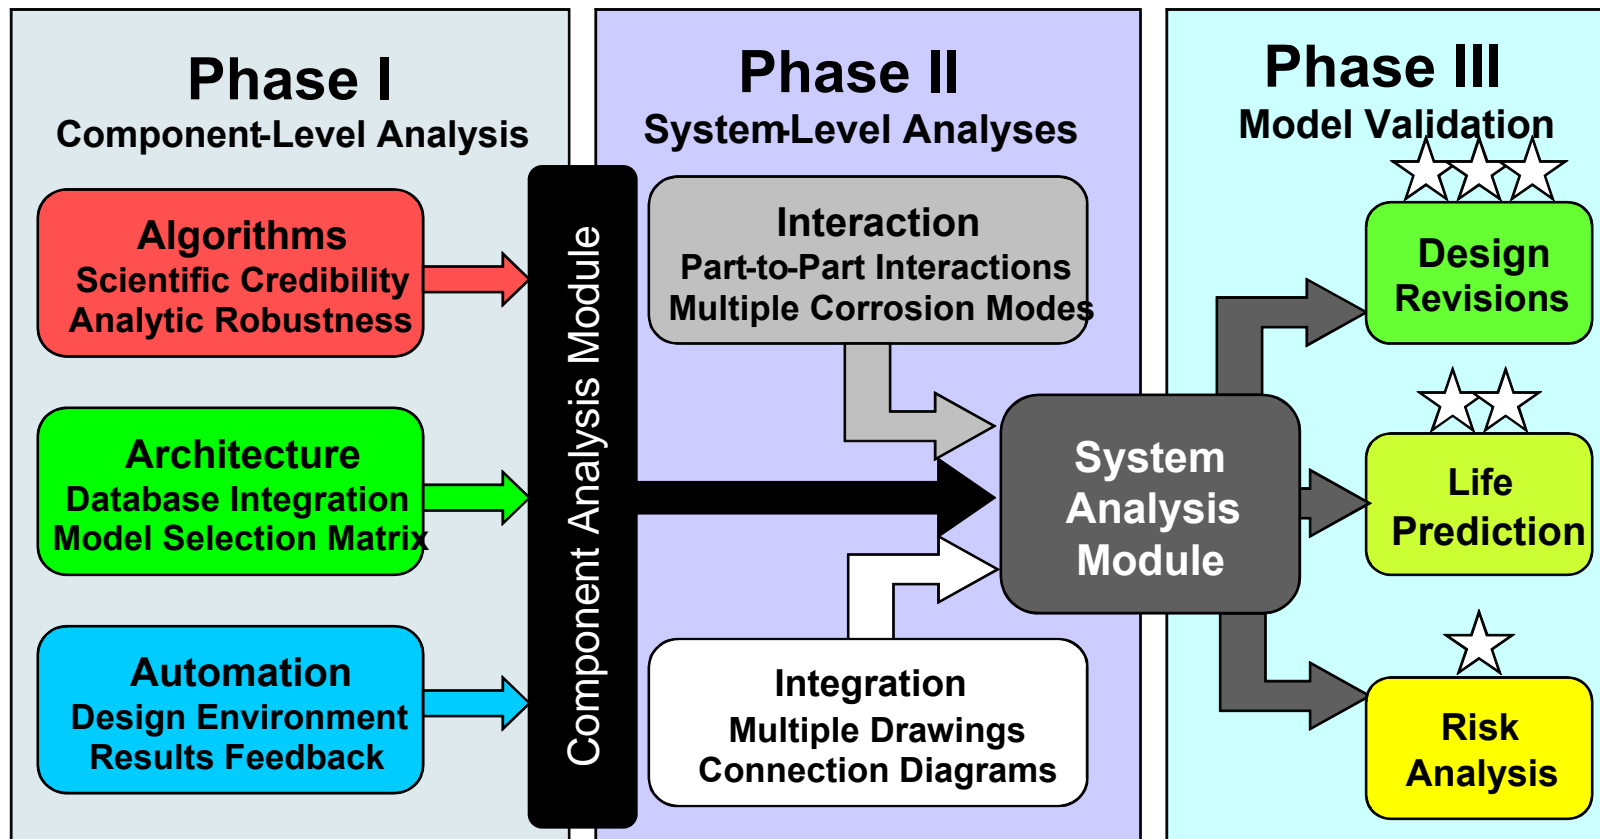 Phase I
Component-Level Analysis
Algorithms
Scientific Credibility
Analytic Robustness
Architecture
Database Integration
Model Selection Matrix
Automation
Design Environment
Results Feedback
Component Analysis Module
Phase II
System-Level Analyses
Interaction
Part-to-Part Interactions
Multiple Corrosion Modes
Integration
Multiple Drawings
Connection Diagrams
System
Analysis
Module
Phase III
Model Validation
Design
Revisions
Life
Prediction
Risk
Analysis